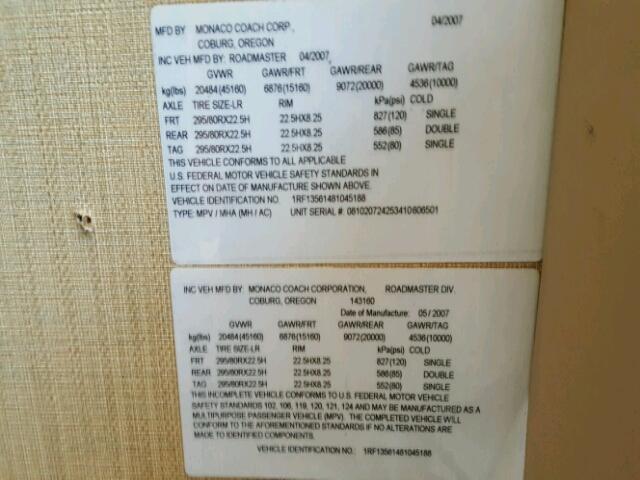 MFD BY MONACO COACH CORP., 04/2007
COBURG, OREGON
INC VEH MFD BY: ROADMASTER 04/2007,
GVWR GAWR/FRT GAWR/REAR GAWR/TAG
kg(lbs) 20484(45160) 6876(15160) 9072(20000) 4536(10000)
AXLE TIRE SIZE-LR RIM kPa(psi) COLD
FRT 295/80RX22.5H 22.5HX8.25 827(120) SINGLE
REAR 295/80RX22.5H 22.5HX8.25 586(85) DOUBLE
TAG 295/80RX22.5H 22.5HX8.25 552(80) SINGLE
THIS VEHICLE CONFORMS TO ALL APPLICABLE
U.S. FEDERAL MOTOR VEHICLE SAFETY STANDARDS IN
EFFECT ON DATE OF MANUFACTURE SHOWN ABOVE.
VEHICLE IDENTIFICATION NO. 1RF13561481045188
TYPE: MPV / MHA (MH / AC) UNIT SERIAL #: 081020724253410606501
INC VEH MFG BY: MONACO COACH CORPORATION, ROADMASTER DIV.
COBURG, OREGON 143160
Date of Manufacture: 05 / 2007
GVWR GAWR/FRT GAWR/REAR GAWR/TAG
kg(lbs) 20484(45160) 6876(15160) 9072(20000) 4536(10000)
AXLE TIRE SIZE-LR RIM kPa(psi) COLD
FRT 295/80RX22.5H 22.5HX8.25 827(120) SINGLE
REAR 295/80RX22.5H 22.5HX8.25 586(85) DOUBLE
TAG 295/80RX22.5H 22.5HX8.25 552(80) SINGLE
THIS INCOMPLETE VEHICLE CONFORMS TO U.S. FEDERAL MOTOR VEHICLE
SAFETY STANDARDS 102, 106, 119, 120, 121, 124 AND MAY BE MANUFACTURED AS A
MULTIPURPOSE PASSENGER VEHICLE (MPV). THE COMPLETED VEHICLE WILL
CONFORM TO THE AFOREMENTIONED STANDARDS IF NO ALTERATIONS ARE
MADE TO IDENTIFIED COMPONENTS.
VEHICLE IDENTIFICATION NO.: 1RF13561481045188